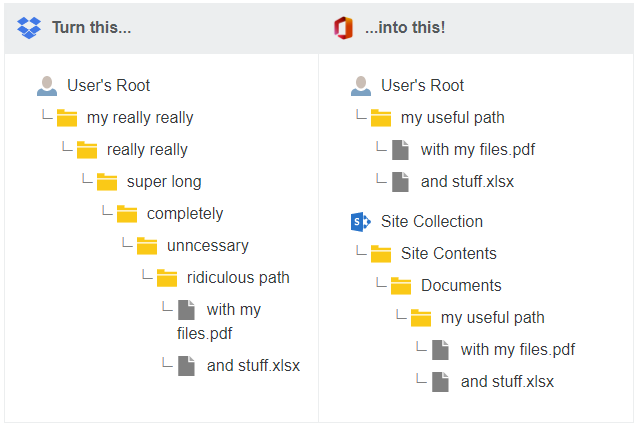 Turn this...
User's Root
my really really
really really
super long
completely
unncessary
ridiculous path
with my
files.pdf
and stuff.xlsx
...into this!
User's Root
my useful path
with my files.pdf
and stuff.xlsx
S
Site Collection
Site Contents
Documents
my useful path
with my files.pdf
and stuff.xlsx